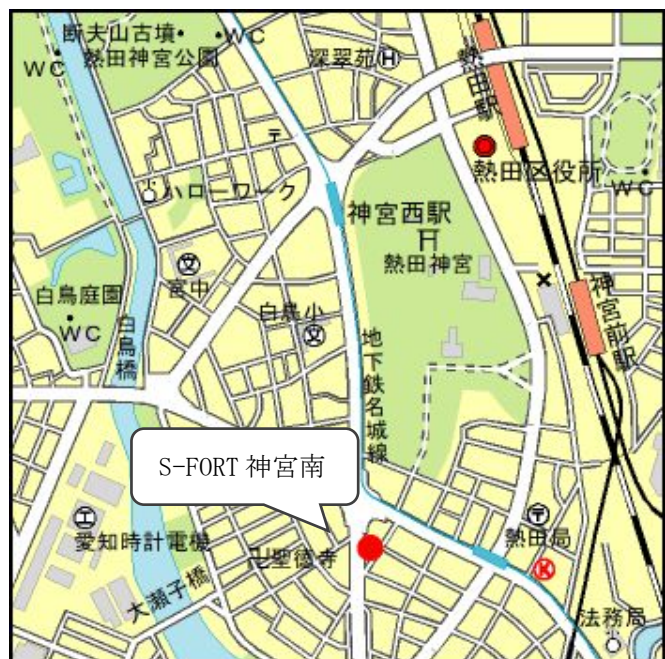 断夫山古墳
WC
WC
熱田神宮公園
深翠苑
H
熱田駅
〒
熱田区役所
WC
ハローワーク
神宮西駅
熱田神宮
文
宮中
白鳥庭園
WC
白鳥小
文
白鳥橋
地下鉄名城線
神宮前駅
S-FORT 神宮南
〒
熱田局
愛知時計電機
卍聖徳寺
K
大瀬子橋
法務局